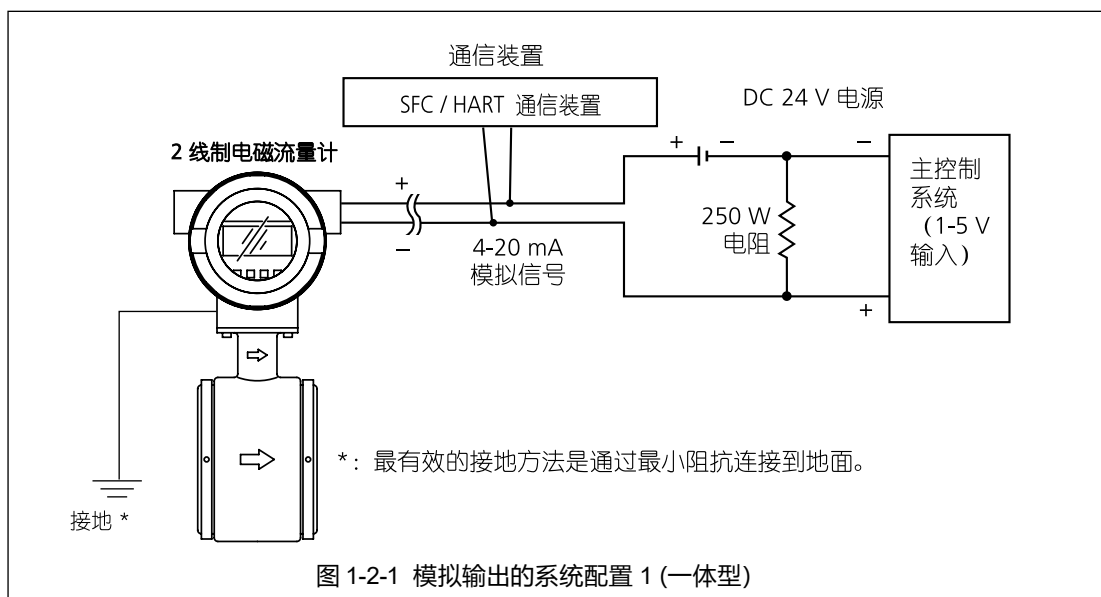 通信装置
SFC / HART 通信装置
DC 24 V 电源
2 线制电磁流量计
+
−
−
+
主控制
系统
（1-5 V
输入）
250 W
电阻
−
4-20 mA
模拟信号
+
*：最有效的接地方法是通过最小阻抗连接到地面。
接地 *
图 1-2-1 模拟输出的系统配置 1 (一体型)